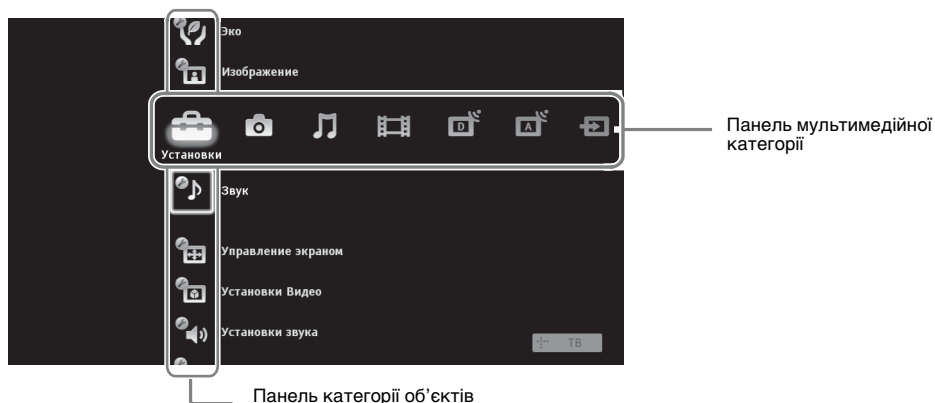 Эко
Изображение
Установки
Панель мультимедійної
категорії
Звук
Управление экраном
Установки Видео
Установки звука
ТВ
Панель категорії об’єктів